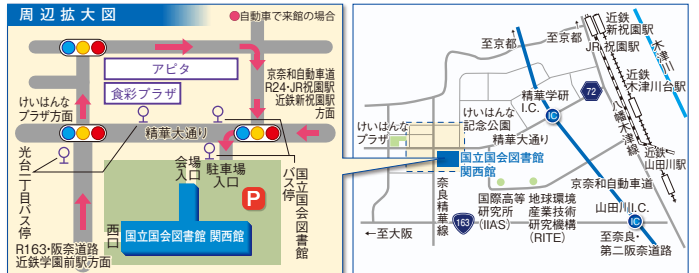 周辺拡大図
●自動車で来館の場合
アピタ
食彩プラザ
京奈和自動車道
R24・JR祝園駅
近鉄新祝園駅
方面
けいはんな
プラザ方面
精華大通り
光台一丁目バス停
会場
入口
駐車場
入口
P
バス停
国立国会図書館
西口
国立国会図書館 関西館
R163・阪奈道路
近鉄学園前駅方面
至京都
至京都
近鉄
新祝園駅
JR祝園駅
木津川
近鉄
木津川台駅
精華学研
I.C.
IC
72
八幡木津線
けいはんな
プラザ
けいはんな
記念公園
精華大通り
国立国会図書館
関西館
近鉄
山田川駅
京奈和自動車道
奈良精華線
国際高等
研究所
(IIAS)
地球環境
産業技術
研究機構
(RITE)
山田川I.C.
IC
163
←至大阪
至奈良・
第二阪奈道路